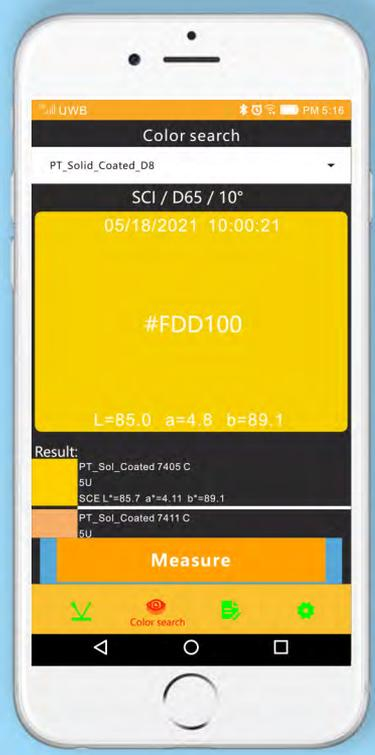 UWB PM 5:16
Color search
PT_Solid_Coated_D8
SCI / D65 / 10°
05/18/2021 10:00:21
#FDD100
L=85.0 a=4.8 b=89.1
Result:
PT_Sol_Coated 7405 C
5U
SCE L*=85.7 a*=4.11 b*=89.1
PT_Sol_Coated 7411 C
5U
Measure
Color search